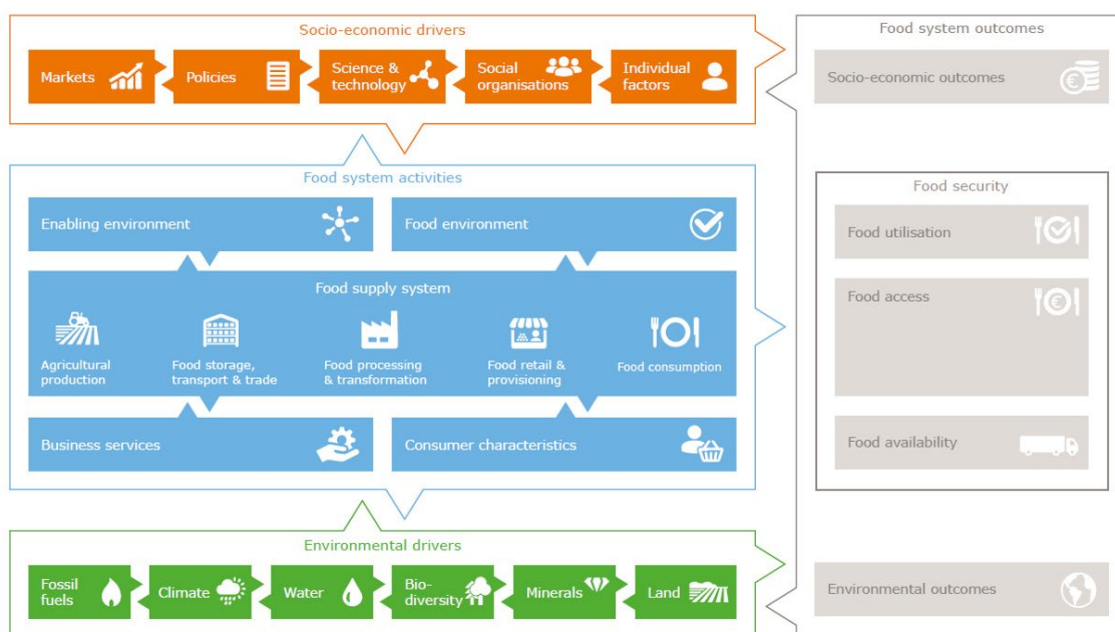 Socio-economic drivers
Markets
Policies
Science &
technology
Social
organisations
Individual
factors
Food system activities
Enabling environment
Food environment
Food supply system
Agricultural
production
Food storage,
transport & trade
Food processing
& transformation
Food retail &
provisioning
Food consumption
Business services
Consumer characteristics
Environmental drivers
Fossil
fuels
Climate
Water
Bio-
diversity
Minerals
Land
Food system outcomes
Socio-economic outcomes
€
Food security
Food utilisation
Food access
€
Food availability
Environmental outcomes